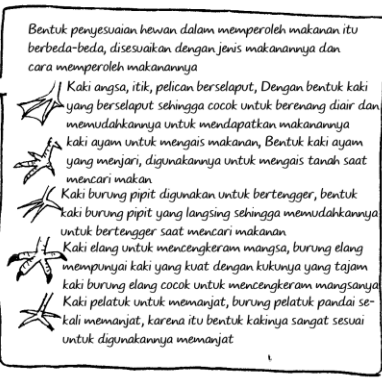 Bentuk penyesuaian hewan dalam memperoleh makanan itu
berbeda-beda, disesuaikan dengan jenis makanannya dan
cara memperoleh makanannya
Kaki angsa, itik, pelican berselaput, Dengan bentuk kaki
yang berselaput sehingga cocok untuk berenang diair dan
memudahkannya untuk mendapatkan makanannya
kaki ayam untuk mengais makanan, Bentuk kaki ayam
yang menjari, digunakannya untuk mengais tanah saat
mencari makan
Kaki burung pipit digunakan untuk bertengger, bentuk
kaki burung pipit yang langsing sehingga memudahkannya
untuk bertengger saat mencari makanan
Kaki elang untuk mencengkeram mangsa, burung elang
mempunyai kaki yang kuat dengan kukunya yang tajam
kaki burung elang cocok untuk mencengkeram mangsanya
Kaki pelatuk untuk memanjat, burung pelatuk pandai se-
kali memanjat, karena itu bentuk kakinya sangat sesuai
untuk digunakannya memanjat